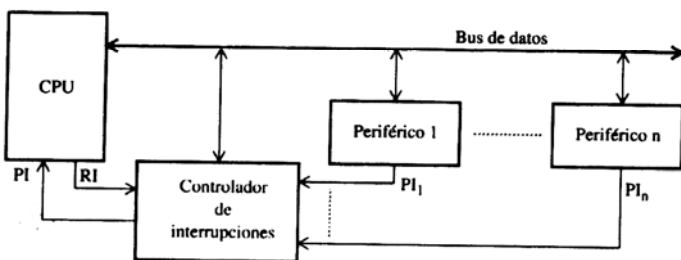 Bus de datos
CPU
Periférico 1
Periférico n
PI
RI
Controlador
de
interrupciones
PI1
PIn